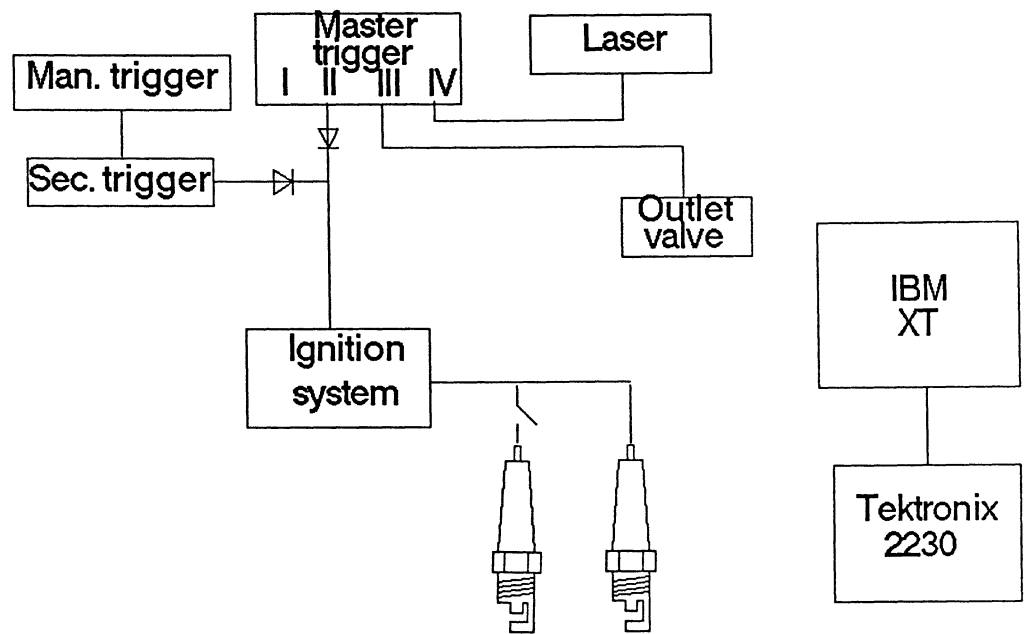 Master
trigger
I II III IV
Laser
Man. trigger
Sec. trigger
Outlet
valve
IBM
XT
Ignition
system
Tektronix
2230